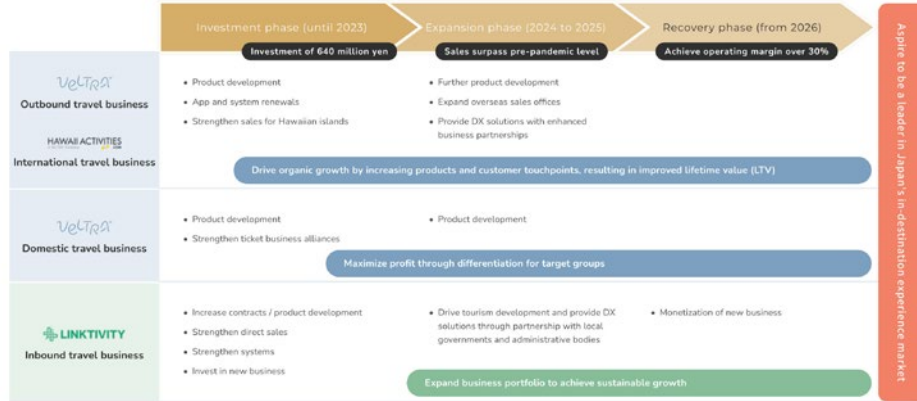 Investment phase (until 2023)
Expansion phase (2024 to 2025)
Recovery phase (from 2026)
Investment of 640 million yen
Sales surpass pre-pandemic level
Achieve operating margin over 30%
VELTRA
Outbound travel business
HAWAII ACTIVITIES
International travel business
• Product development
• App and system renewals
• Strengthen sales for Hawaiian islands
• Further product development
• Expand overseas sales offices
• Provide DX solutions with enhanced
business partnerships
Drive organic growth by increasing products and customer touchpoints, resulting in improved lifetime value (LTV)
VELTRA
Domestic travel business
• Product development
• Strengthen ticket business alliances
• Product development
Maximize profit through differentiation for target groups
LINKTIVITY
Inbound travel business
• Increase contracts / product development
• Strengthen direct sales
• Strengthen systems
• Invest in new business
• Drive tourism development and provide DX
solutions through partnership with local
governments and administrative bodies
• Monetization of new business
Expand business portfolio to achieve sustainable growth
Aspire to be a leader in Japan's in-destination experience market